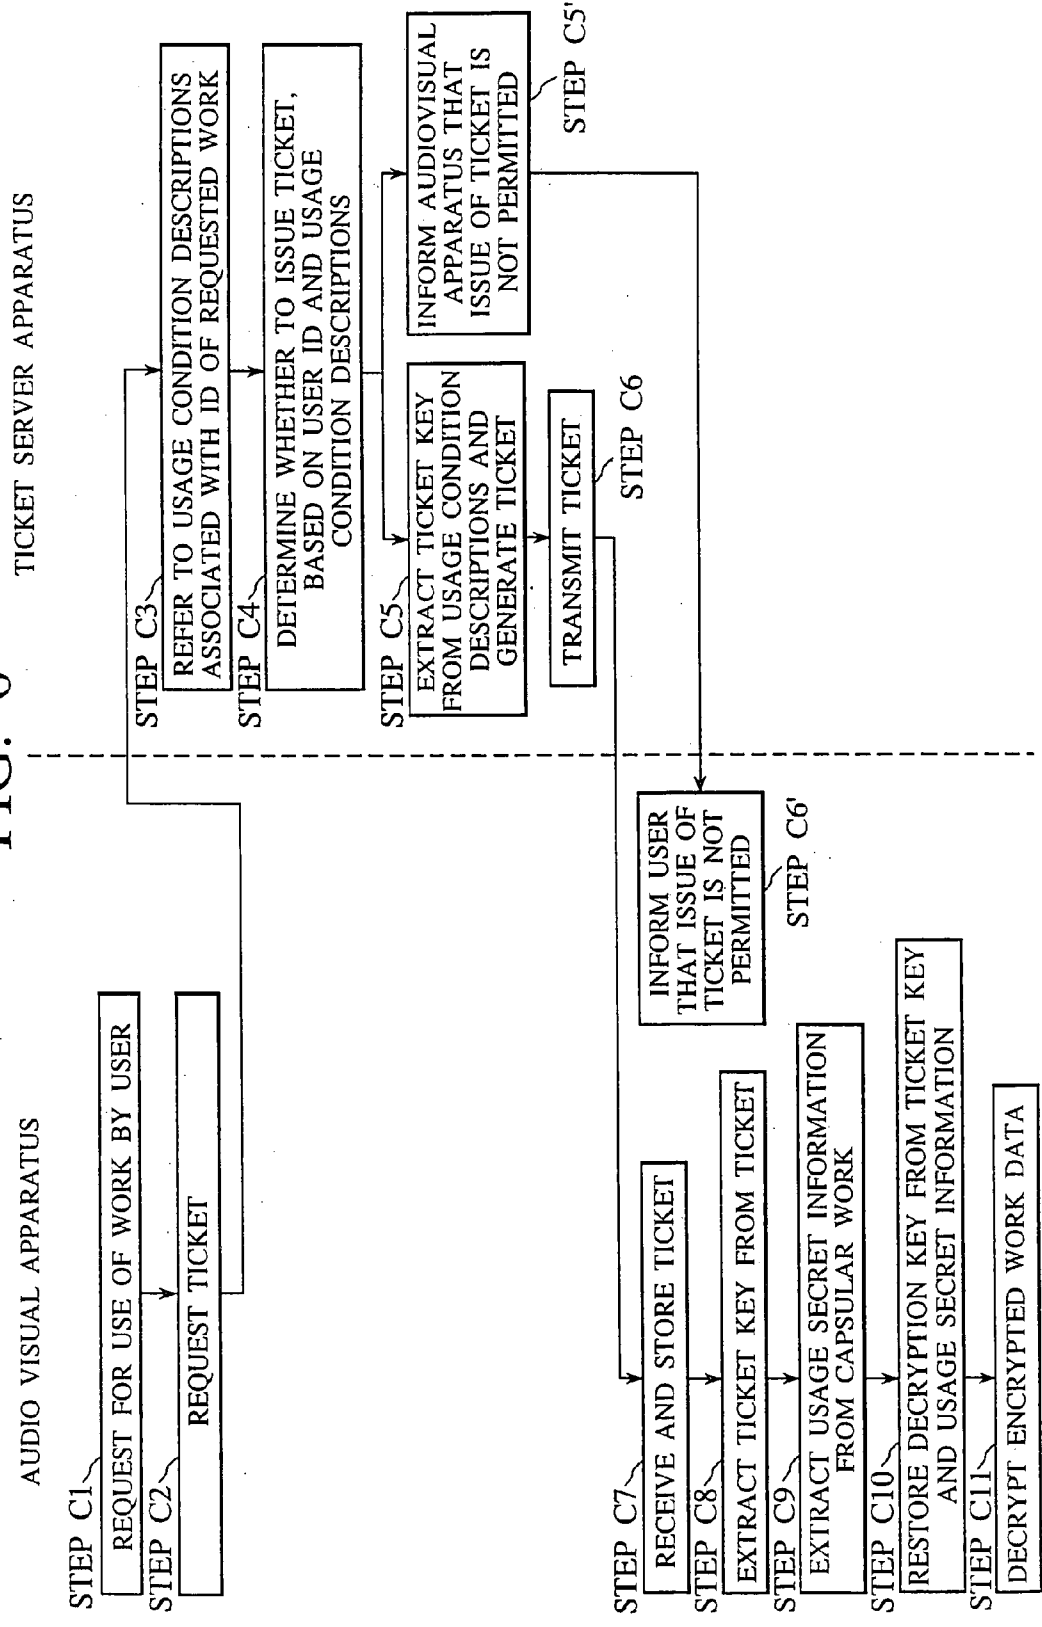 FIG. 6
AUDIO VISUAL APPARATUS
TICKET SERVER APPARATUS
STEP C1
REQUEST FOR USE OF WORK BY USER
STEP C2
REQUEST TICKET
STEP C3
REFER TO USAGE CONDITION DESCRIPTIONS
ASSOCIATED WITH ID OF REQUESTED WORK
STEP C4
DETERMINE WHETHER TO ISSUE TICKET,
BASED ON USER ID AND USAGE
CONDITION DESCRIPTIONS
STEP C5
EXTRACT TICKET KEY
FROM USAGE CONDITION
DESCRIPTIONS AND
GENERATE TICKET
INFORM AUDIOVISUAL
APPARATUS THAT
ISSUE OF TICKET IS
NOT PERMITTED
STEP C5'
TRANSMIT TICKET
STEP C6
INFORM USER
THAT ISSUE OF
TICKET IS NOT
PERMITTED
STEP C6'
STEP C7
RECEIVE AND STORE TICKET
STEP C8
EXTRACT TICKET KEY FROM TICKET
STEP C9
EXTRACT USAGE SECRET INFORMATION
FROM CAPSULAR WORK
STEP C10
RESTORE DECRYPTION KEY FROM TICKET KEY
AND USAGE SECRET INFORMATION
STEP C11
DECRYPT ENCRYPTED WORK DATA